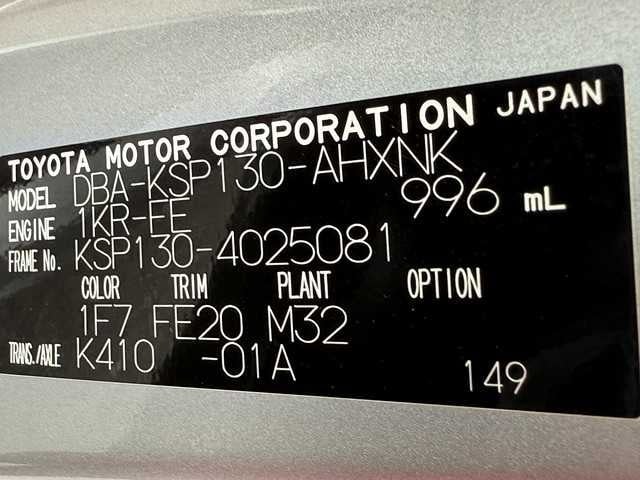 TOYOTA MOTOR CORPORATION JAPAN
MODEL DBA-KSP130-AHXNK
ENGINE 1KR-FE 996 mL
FRAME No. KSP130-4025081
COLOR TRIM PLANT OPTION
1F7 FE20 M32
TRANS./AXLE K410 -01A
149